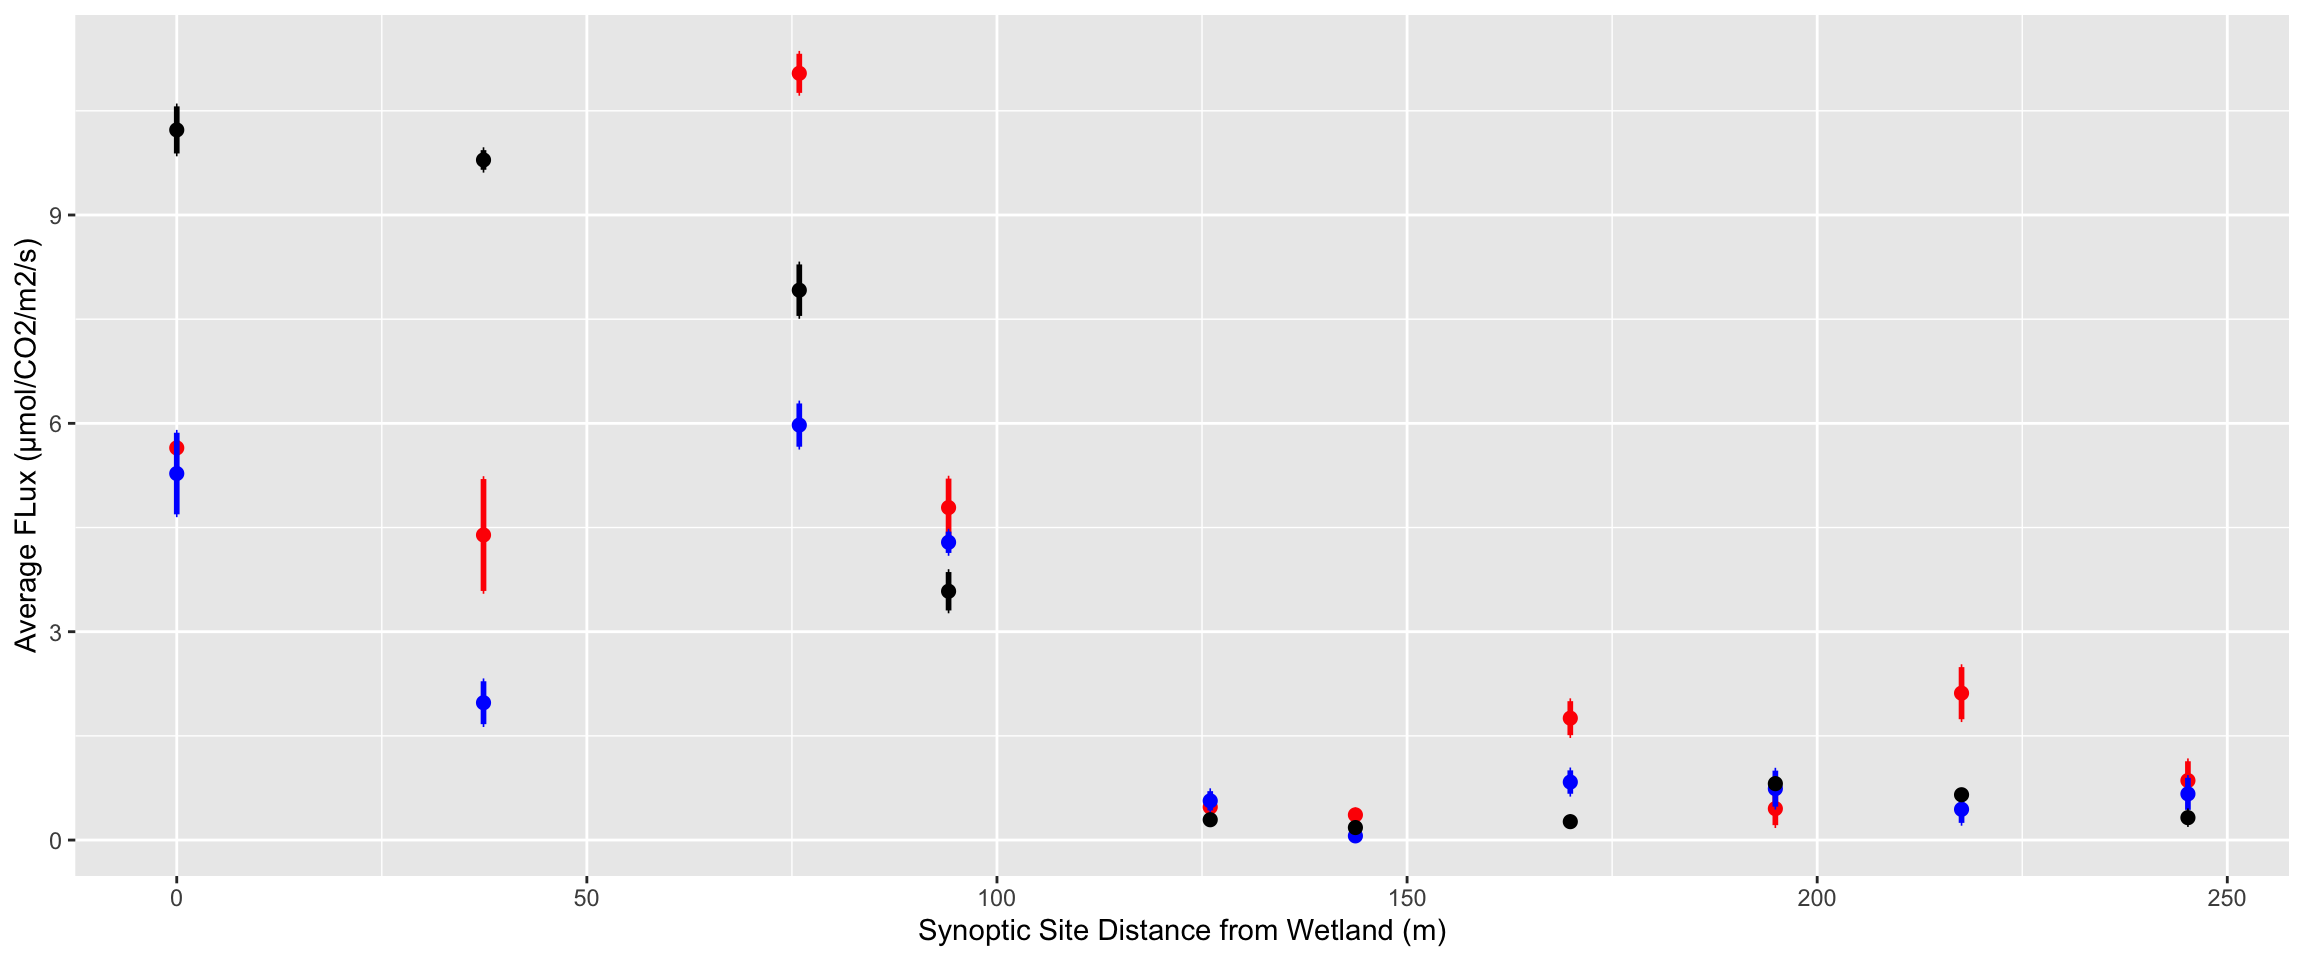 Average FLux (μmol/CO2/m2/s)
9
6
3
0
0 50 100 150 200 250
Synoptic Site Distance from Wetland (m)